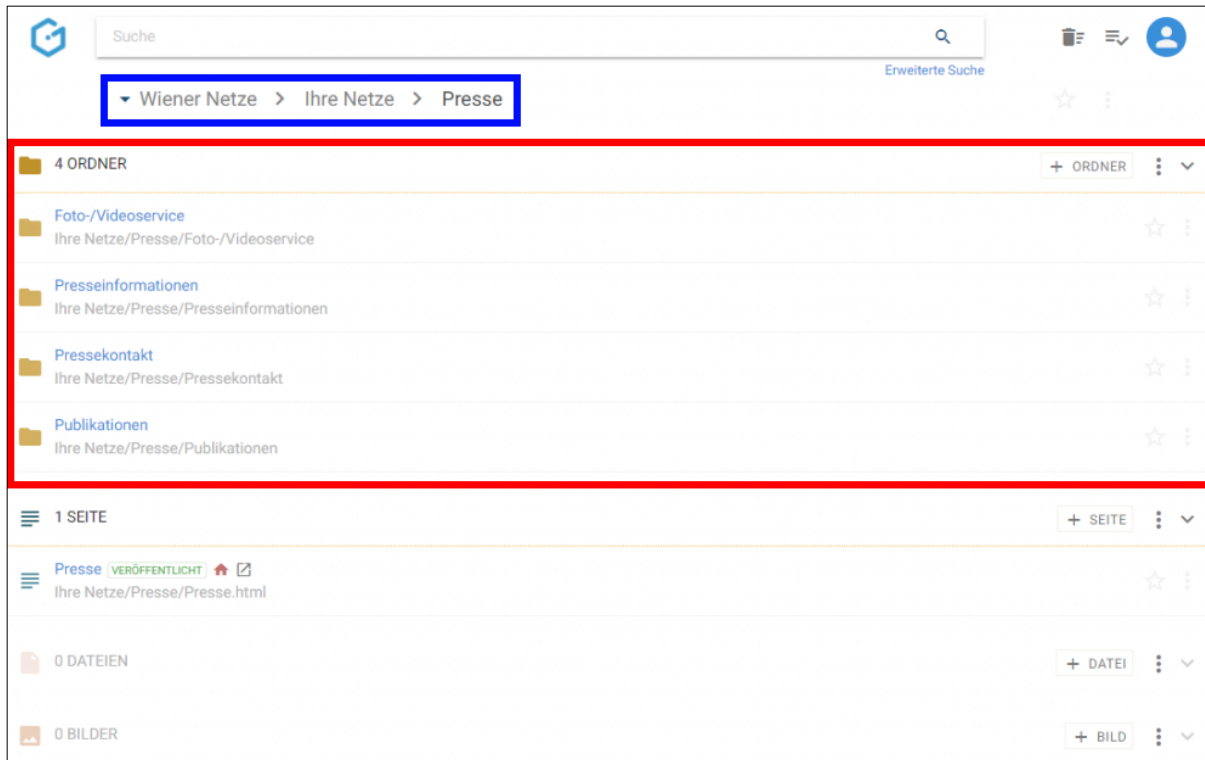 Suche
Erweiterte Suche
Wiener Netze > Ihre Netze > Presse
4 ORDNER + ORDNER
Foto-/Videoservice
Ihre Netze/Presse/Foto-/Videoservice
Presseinformationen
Ihre Netze/Presse/Presseinformationen
Pressekontakt
Ihre Netze/Presse/Pressekontakt
Publikationen
Ihre Netze/Presse/Publikationen
1 SEITE + SEITE
Presse VERÖFFENTLICHT
Ihre Netze/Presse/Presse.html
0 DATEIEN + DATEI
0 BILDER + BILD